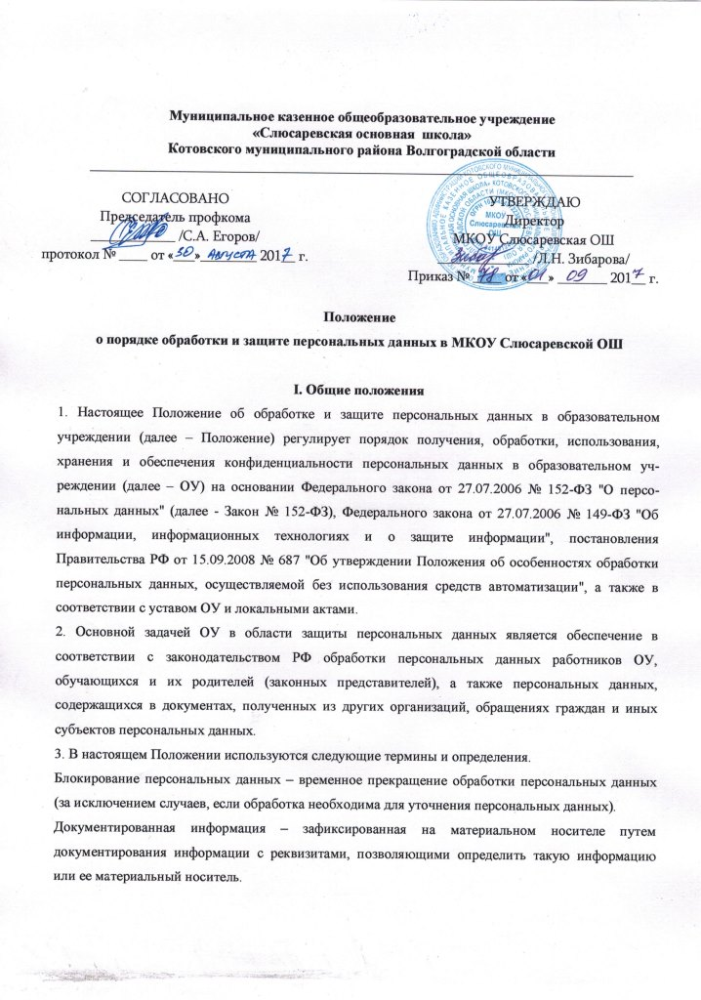 Муниципальное казенное общеобразовательное учреждение
«Слюсаревская основная школа»
Котовского муниципального района Волгоградской области
СОГЛАСОВАНО
Председатель профкома
/С.А. Егоров/
протокол № _____ от «30» августа 2017 г.
УТВЕРЖДАЮ
Директор
МКОУ Слюсаревская ОШ
/Л.Н. Зибарова/
Приказ № 78 от «01» 09 2017 г.
МКОУ
Слюсаревская
ОШ
Положение
о порядке обработки и защите персональных данных в МКОУ Слюсаревской ОШ
I. Общие положения
1. Настоящее Положение об обработке и защите персональных данных в образовательном
учреждении (далее – Положение) регулирует порядок получения, обработки, использования,
хранения и обеспечения конфиденциальности персональных данных в образовательном уч-
реждении (далее – ОУ) на основании Федерального закона от 27.07.2006 № 152-ФЗ "О персо-
нальных данных" (далее - Закон № 152-ФЗ), Федерального закона от 27.07.2006 № 149-ФЗ "Об
информации, информационных технологиях и о защите информации", постановления
Правительства РФ от 15.09.2008 № 687 "Об утверждении Положения об особенностях обработки
персональных данных, осуществляемой без использования средств автоматизации", а также в
соответствии с уставом ОУ и локальными актами.
2. Основной задачей ОУ в области защиты персональных данных является обеспечение в
соответствии с законодательством РФ обработки персональных данных работников ОУ,
обучающихся и их родителей (законных представителей), а также персональных данных,
содержащихся в документах, полученных из других организаций, обращениях граждан и иных
субъектов персональных данных.
3. В настоящем Положении используются следующие термины и определения.
Блокирование персональных данных – временное прекращение обработки персональных данных
(за исключением случаев, если обработка необходима для уточнения персональных данных).
Документированная информация – зафиксированная на материальном носителе путем
документирования информации с реквизитами, позволяющими определить такую информацию
или ее материальный носитель.